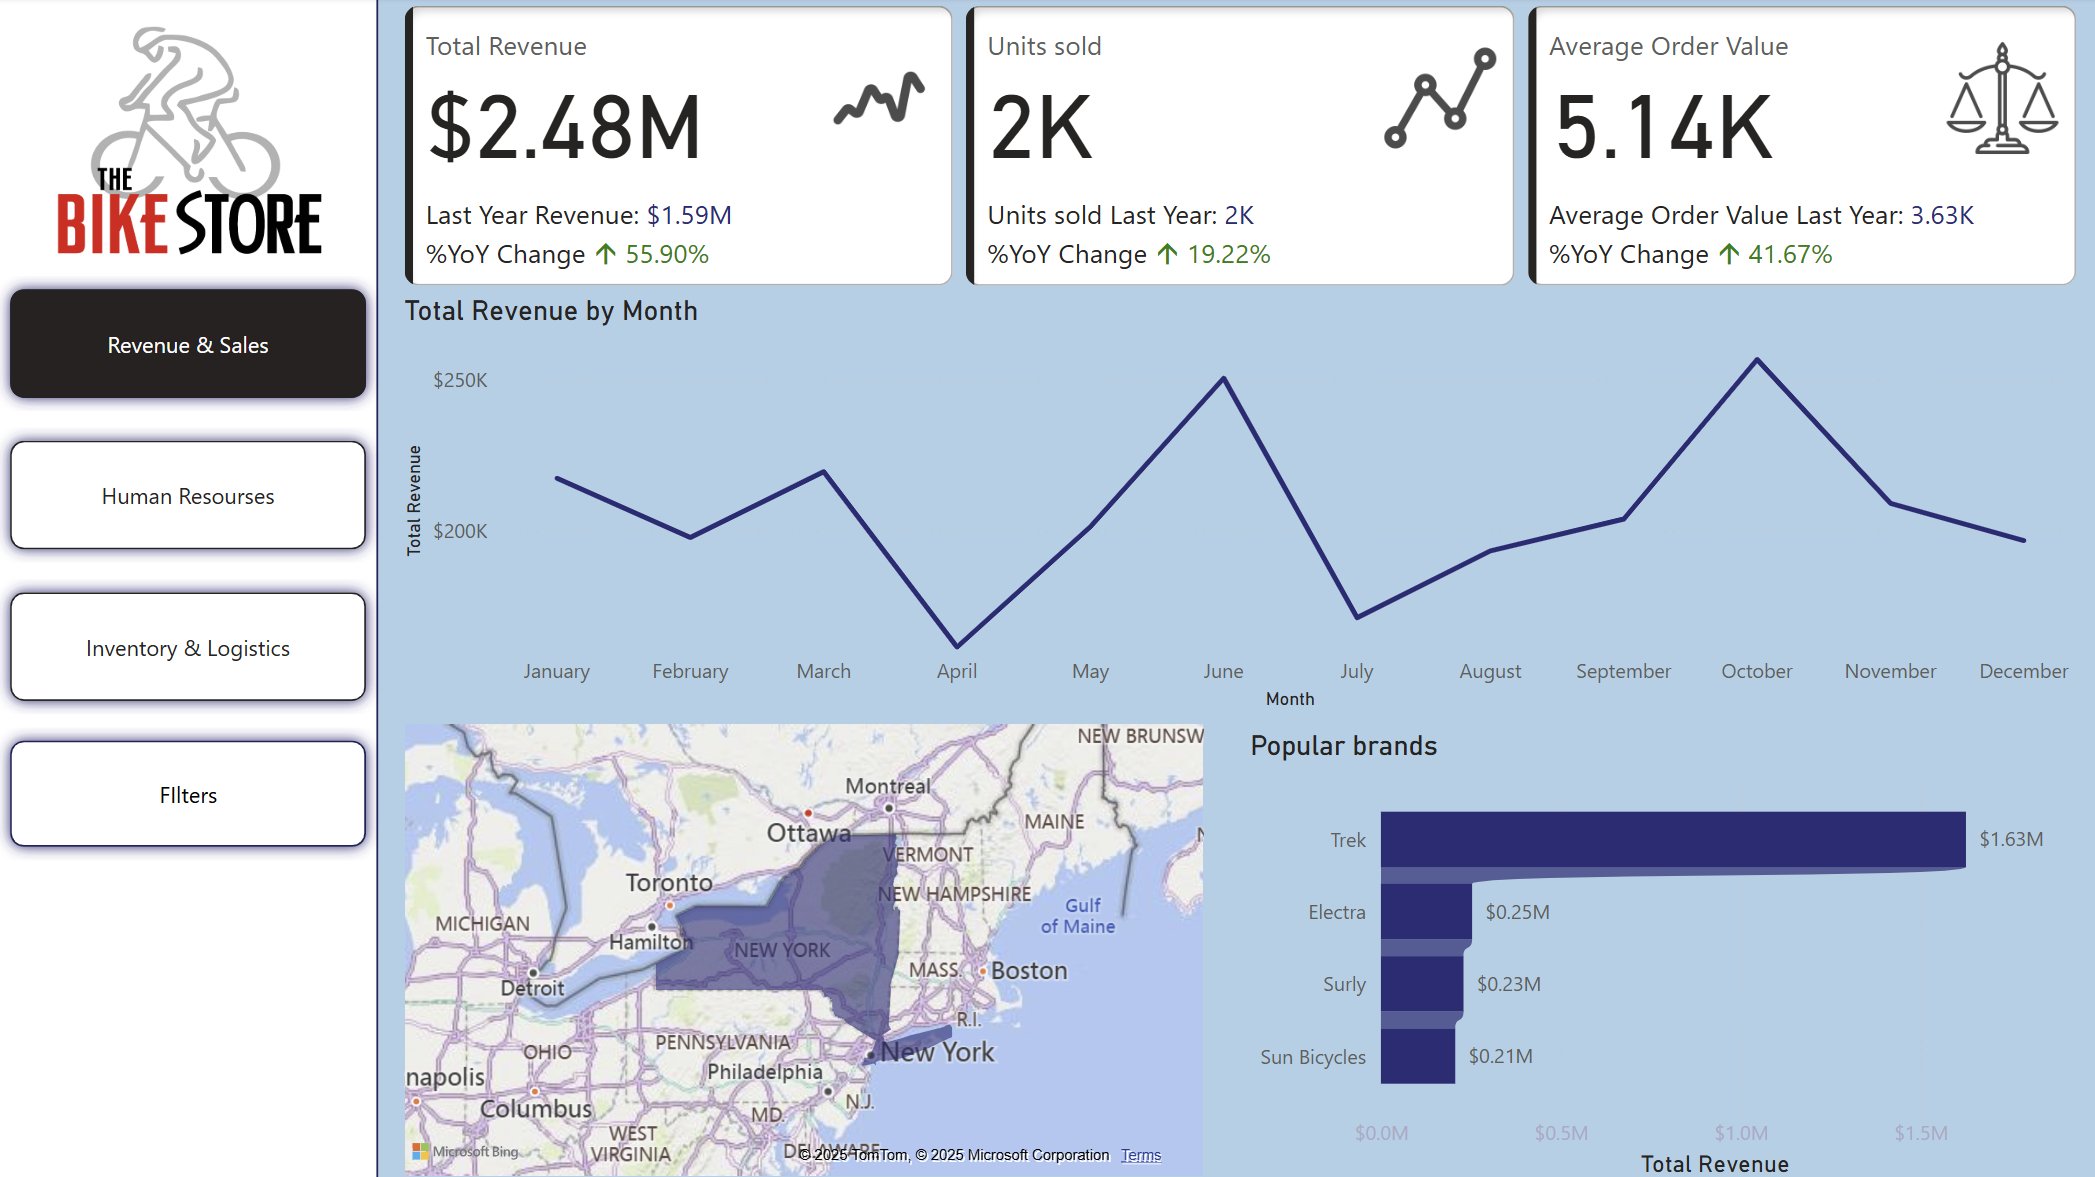 THE
BIKE STORE
Revenue & Sales
Human Resourses
Inventory & Logistics
FIlters
Total Revenue
$2.48M
Last Year Revenue: $1.59M
%YoY Change ↑ 55.90%
Units sold
2K
Units sold Last Year: 2K
%YoY Change ↑ 19.22%
Average Order Value
5.14K
Average Order Value Last Year: 3.63K
%YoY Change ↑ 41.67%
Total Revenue by Month
$250K
$200K
Total Revenue
January February March April May June July August September October November December
Month
NEW BRUNSW
Montreal
MAINE
Ottawa
VERMONT
Toronto
NEW HAMPSHIRE
Gulf
of Maine
MICHIGAN
Hamilton
NEW YORK
MASS.
Boston
Detroit
R.I.
PENNSYLVANIA
New York
OHIO
Philadelphia
napolis
N.J.
Columbus
MD.
WEST
VIRGINIA
DELAWARE
Microsoft Bing
© 2025 TomTom, © 2025 Microsoft Corporation Terms
Popular brands
Trek $1.63M
Electra $0.25M
Surly $0.23M
Sun Bicycles $0.21M
$0.0M $0.5M $1.0M $1.5M
Total Revenue